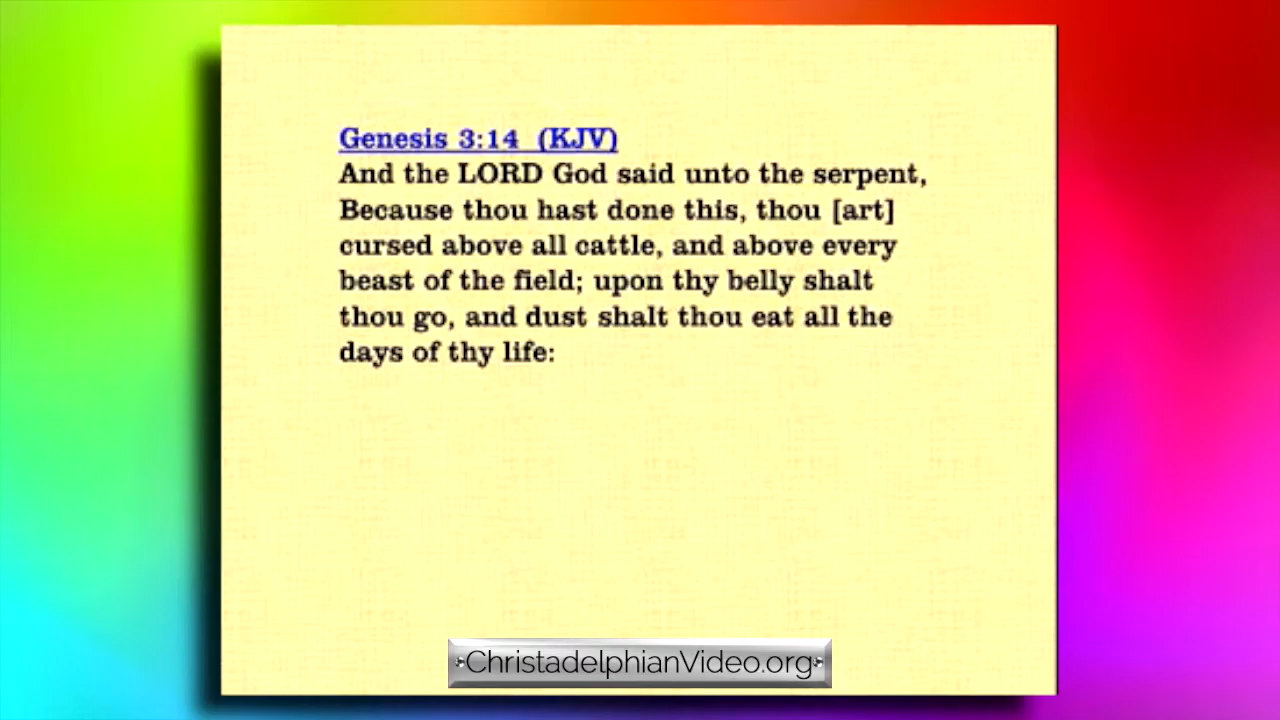 Genesis 3:14 (KJV)
And the LORD God said unto the serpent,
Because thou hast done this, thou [art]
cursed above all cattle, and above every
beast of the field; upon thy belly shalt
thou go, and dust shalt thou eat all the
days of thy life:
ChristadelphianVideo.org